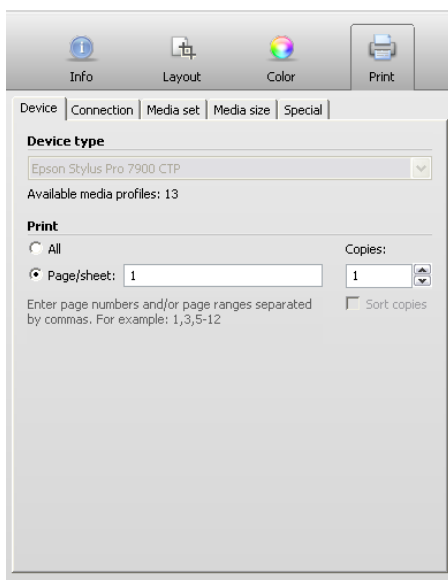 Info Layout Color Print
Device Connection Media set Media size Special
Device type
Epson Stylus Pro 7900 CTP
Available media profiles: 13
Print
All Copies:
Page/sheet: 1 1
Enter page numbers and/or page ranges separated Sort copies
by commas. For example: 1,3,5-12